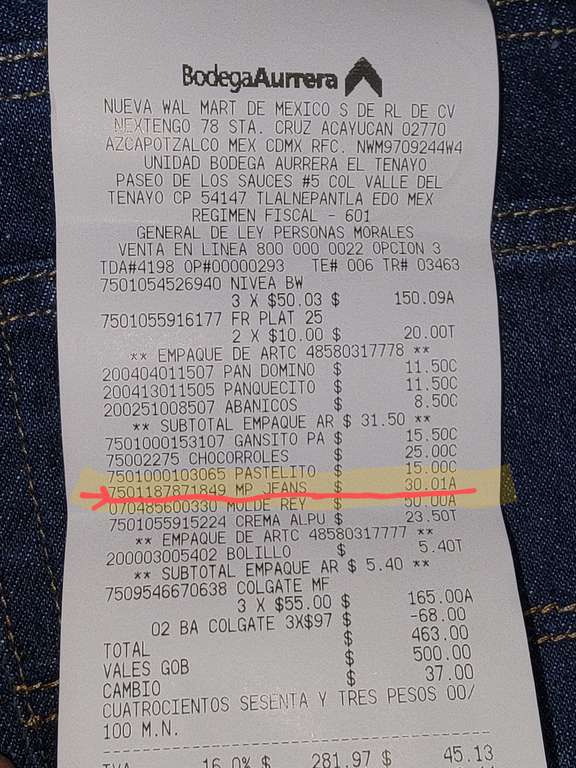 BodegaAurrera
NUEVA WAL MART DE MEXICO S DE RL DE CV
NEXTENGO 78 STA. CRUZ ACAYUCAN 02770
AZCAPOTZALCO MEX CDMX RFC. NWM9709244W4
UNIDAD BODEGA AURRERA EL TENAYO
PASEO DE LOS SAUCES #5 COL VALLE DEL
TENAYO CP 54147 TLALNEPANTLA EDO MEX
REGIMEN FISCAL - 601
GENERAL DE LEY PERSONAS MORALES
VENTA EN LINEA 800 000 0022 OPCION 3
TDA#4198 OP#00000293 TE# 006 TR# 03463
7501054526940 NIVEA BW
3 X $50.03 $ 150.09A
7501055916177 FR PLAT 25
2 X $10.00 $ 20.00T
** EMPAQUE DE ARTC 48580317778 **
200404011507 PAN DOMINO $ 11.50C
200413011505 PANQUECITO $ 11.50C
200251008507 ABANICOS $ 8.50C
** SUBTOTAL EMPAQUE AR $ 31.50 **
7501000153107 GANSITO PA $ 15.50C
75002275 CHOCORROLES $ 25.00C
7501000103065 PASTELITO $ 15.00C
7501187871849 MP JEANS $ 30.01A
070485600330 MOLDE REY $ 50.00A
7501055915224 CREMA ALPU $ 23.50T
** EMPAQUE DE ARTC 48580317777 **
200003005402 BOLILLO $ 5.40T
** SUBTOTAL EMPAQUE AR $ 5.40 **
7509546670638 COLGATE MF
3 X $55.00 $ 165.00A
02 BA COLGATE 3X$97 $ -68.00
TOTAL $ 463.00
VALES GOB $ 500.00
CAMBIO $ 37.00
CUATROCIENTOS SESENTA Y TRES PESOS 00/
100 M.N.
IVA 16.0% $ 281.97 $ 45.13